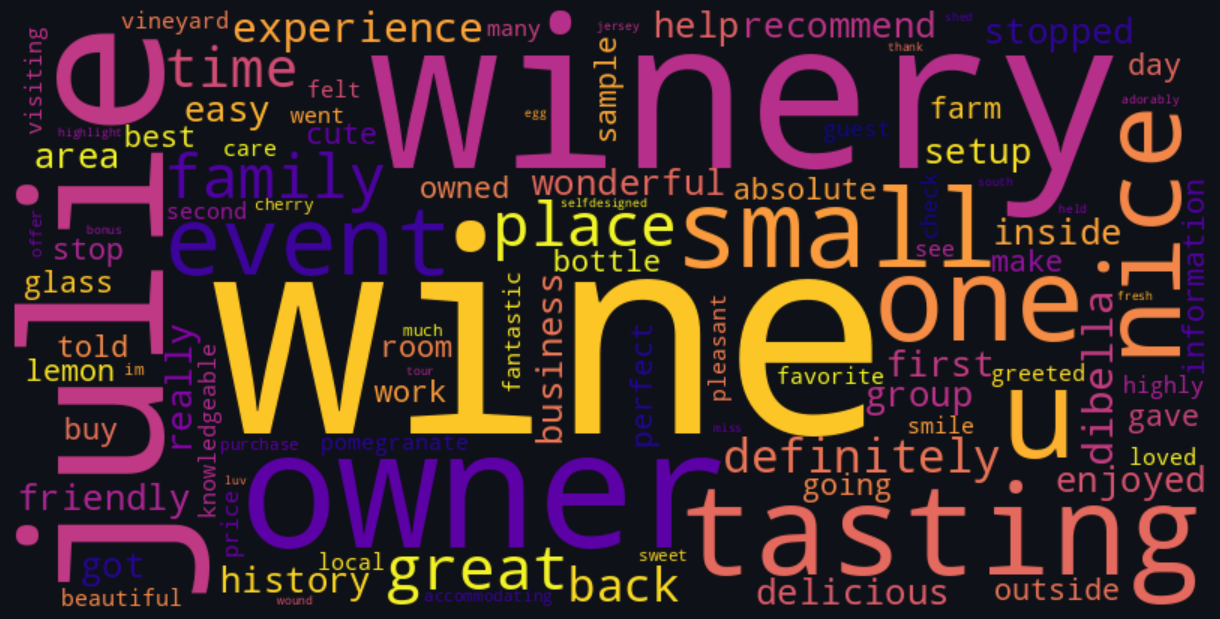 vineyard
experience
many
jersey
help
recommend
shed
stopped
visiting
julie
time
winery
sample
thank
day
felt
easy
went
egg
farm
adorably
highlight
best
cute
guest
nice
area
care
setup
family
owned
wonderful
absolute
check
south
information
second
cherry
selfdesigned
small
held
offer
bonus
event
place
inside
stop
see
bottle
make
glass
wine
fantastic
business
one
fresh
told
really
much
room
perfect
pleasant
dibella
lemon
im
tour
favorite
first
greeted
knowledgeable
work
group
u
highly
buy
miss
smile
gave
purchase
pomegranate
definitely
loved
friendly
luv
owner
going
enjoyed
price
tasting
got
local
sweet
history
great
back
delicious
outside
beautiful
wound
accommodating